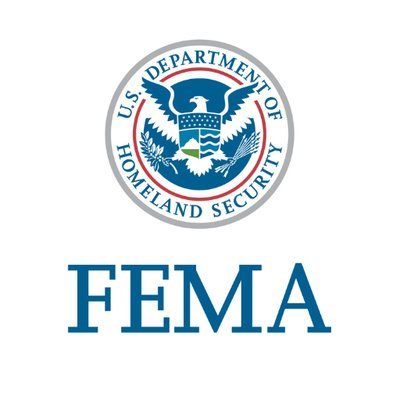 U.S. DEPARTMENT OF
HOMELAND SECURITY
FEMA